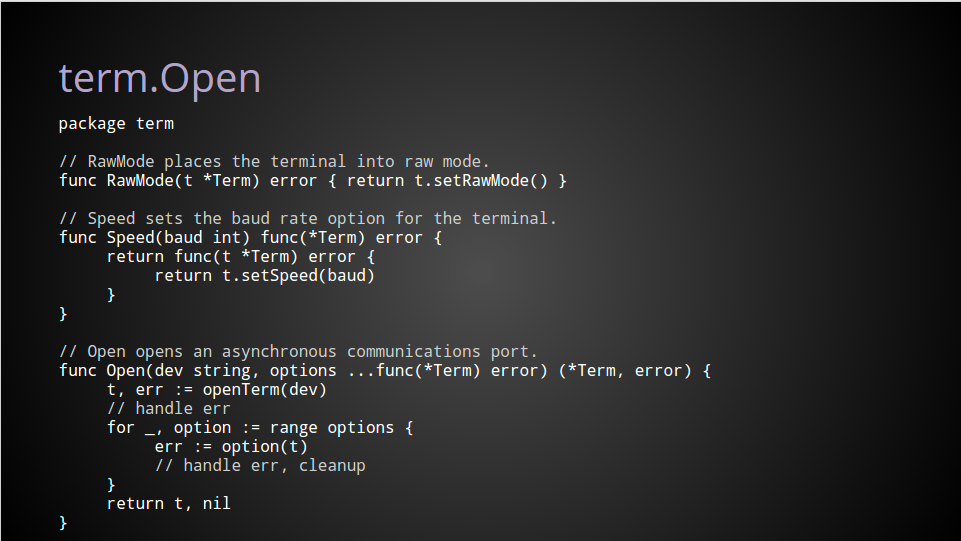 term.Open
package term
// RawMode places the terminal into raw mode.
func RawMode(t *Term) error { return t.setRawMode() }
// Speed sets the baud rate option for the terminal.
func Speed(baud int) func(*Term) error {
return func(t *Term) error {
return t.setSpeed(baud)
}
}
// Open opens an asynchronous communications port.
func Open(dev string, options ...func(*Term) error) (*Term, error) {
t, err := openTerm(dev)
// handle err
for _, option := range options {
err := option(t)
// handle err, cleanup
}
return t, nil
}